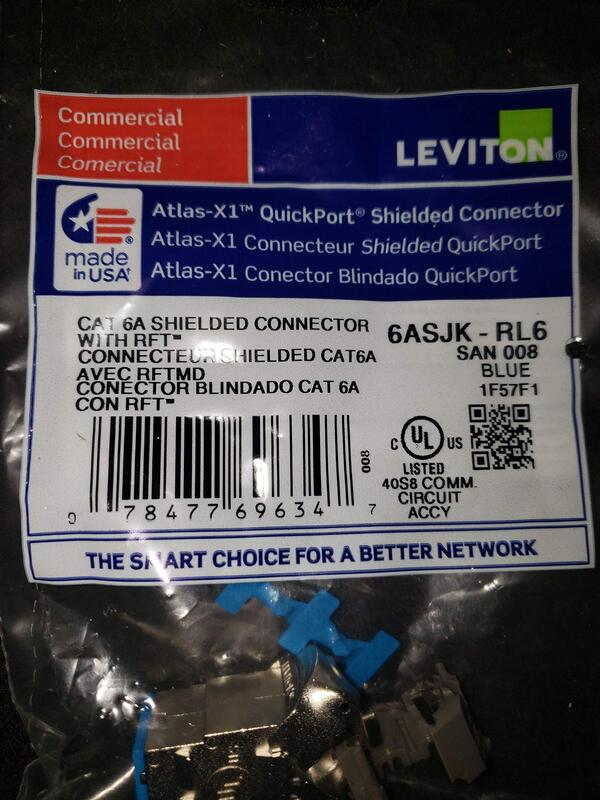 Commercial
Commercial
Comercial
LEVITON®
made
in USA†
Atlas-X1™ QuickPort® Shielded Connector
Atlas-X1 Connecteur Shielded QuickPort
Atlas-X1 Conector Blindado QuickPort
CAT 6A SHIELDED CONNECTOR
WITH RFT™
CONNECTEUR SHIELDED CAT6A
AVEC RFTMD
CONECTOR BLINDADO CAT 6A
CON RFT™
6ASJK - RL6
SAN 008
BLUE
1F57F1
C UL US
LISTED
40S8 COMM.
CIRCUIT
ACCY
008
0 78477 69634 7
THE SMART CHOICE FOR A BETTER NETWORK